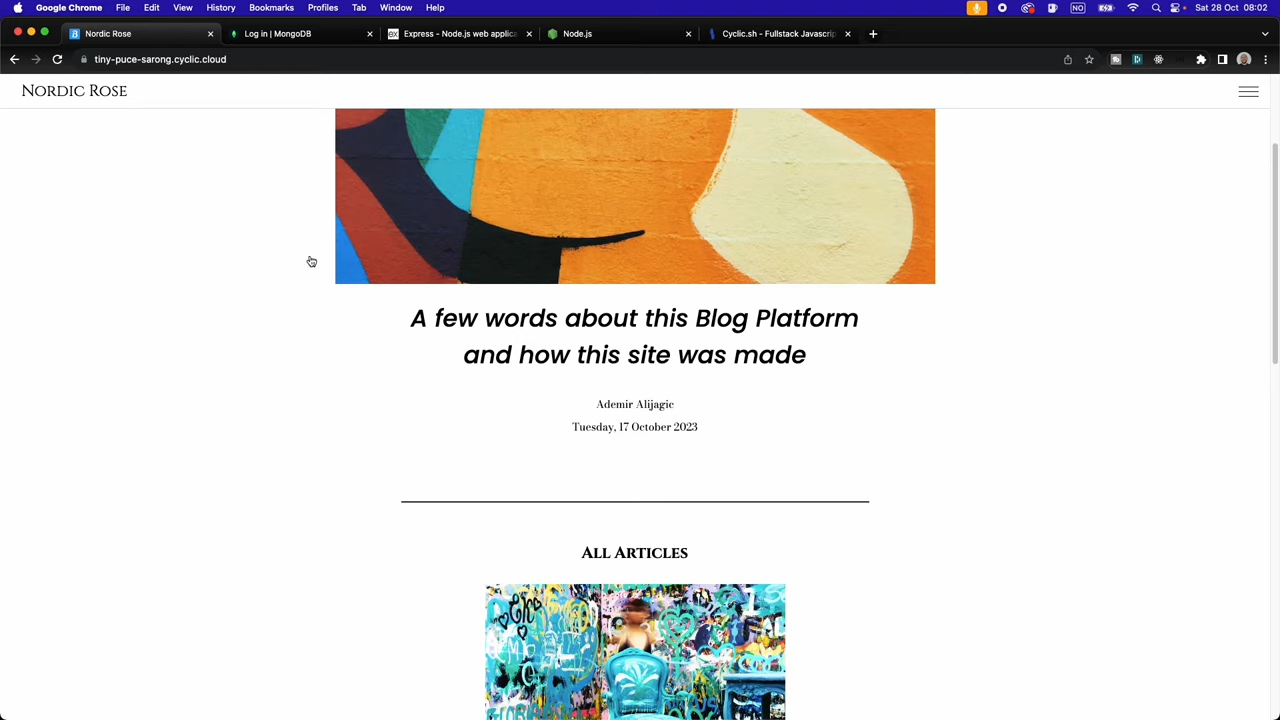 Google Chrome File Edit View History Bookmarks Profiles Tab Window Help NO Sat 28 Oct 08:02
Nordic Rose Log in | MongoDB Express - Node.js web applica Node.js Cyclic.sh - Fullstack Javascrip
tiny-puce-sarong.cyclic.cloud
Nordic Rose
A few words about this Blog Platform
and how this site was made
Ademir Alijagic
Tuesday, 17 October 2023
All Articles